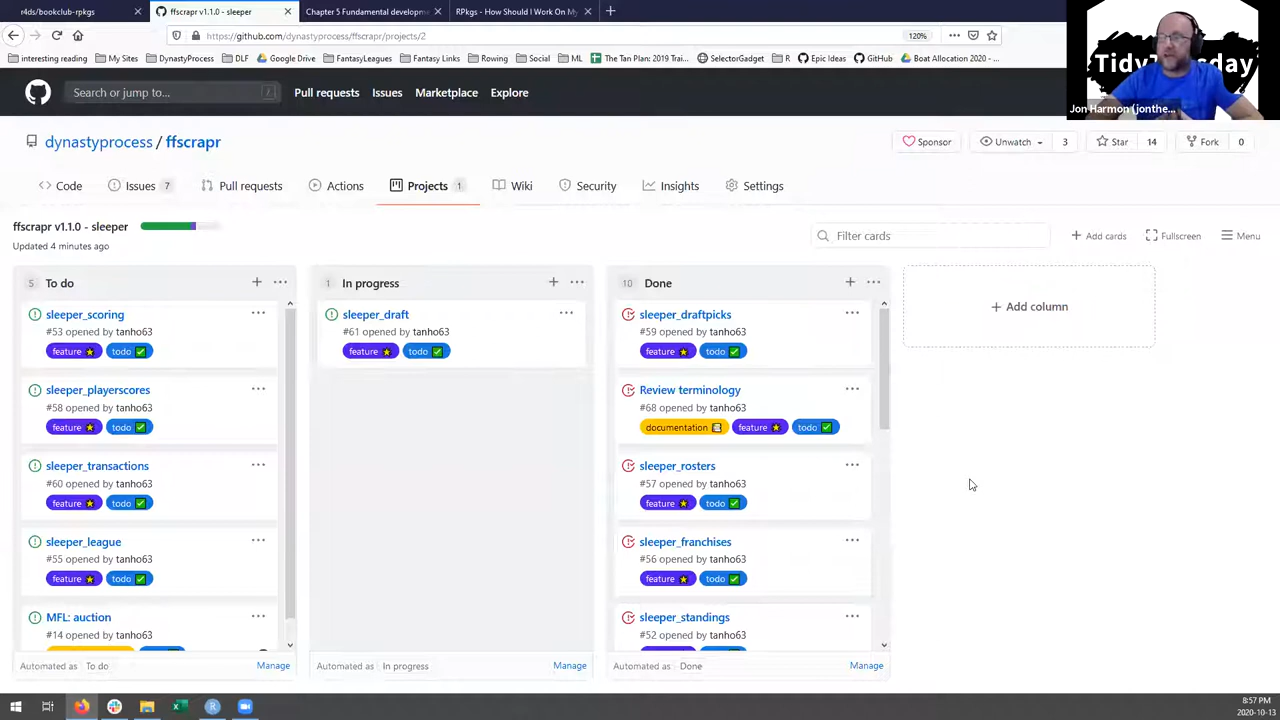 r4ds/bookclub-rpkgs
ffscrapr v1.1.0 - sleeper
Chapter 5 Fundamental developm
RPkgs - How Should I Work On My
https://github.com/dynastyprocess/ffscrapr/projects/2
120%
interesting reading
My Sites
DynastyProcess
DLF
Google Drive
FantasyLeagues
Fantasy Links
Rowing
Social
ML
The Tan Plan: 2019 Trai...
SelectorGadget
R
Epic Ideas
GitHub
Boat Allocation 2020 - ...
TidyTuesday
Jon Harmon (jonthe...
Search or jump to...
/
Pull requests
Issues
Marketplace
Explore
dynastyprocess / ffscrapr
Sponsor
Unwatch
3
Star
14
Fork
0
Code
Issues 7
Pull requests
Actions
Projects 1
Wiki
Security
Insights
Settings
ffscrapr v1.1.0 - sleeper
Updated 4 minutes ago
Filter cards
Add cards
Fullscreen
Menu
5 To do
sleeper_scoring
#53 opened by tanho63
feature todo
sleeper_playerscores
#58 opened by tanho63
feature todo
sleeper_transactions
#60 opened by tanho63
feature todo
sleeper_league
#55 opened by tanho63
feature todo
MFL: auction
#14 opened by tanho63
Automated as To do
Manage
1 In progress
sleeper_draft
#61 opened by tanho63
feature todo
Automated as In progress
Manage
10 Done
sleeper_draftpicks
#59 opened by tanho63
feature todo
Review terminology
#68 opened by tanho63
documentation feature todo
sleeper_rosters
#57 opened by tanho63
feature todo
sleeper_franchises
#56 opened by tanho63
feature todo
sleeper_standings
#52 opened by tanho63
Automated as Done
Manage
+ Add column
8:57 PM
2020-10-13